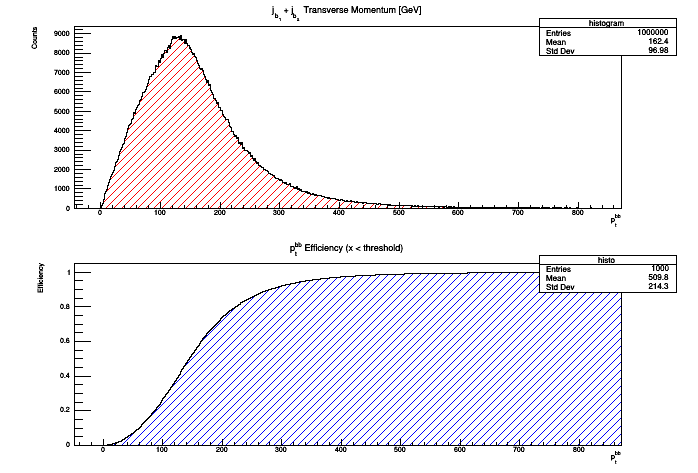 j_b1 + j_b2 Transverse Momentum [GeV]
histogram
Entries 1000000
Mean 162.4
Std Dev 96.98
Counts
9000
8000
7000
6000
5000
4000
3000
2000
1000
0
0 100 200 300 400 500 600 700 800
p_t^bb
p_t^bb Efficiency (x < threshold)
histo
Entries 1000
Mean 509.8
Std Dev 214.3
Efficiency
1
0.8
0.6
0.4
0.2
0
0 100 200 300 400 500 600 700 800
p_t^bb